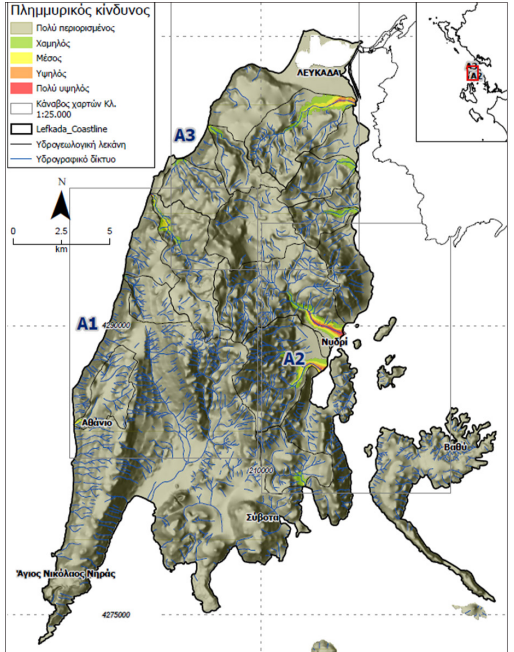 Πλημμυρικός κίνδυνος
Πολύ περιορισμένος
Χαμηλός
Μέσος
Υψηλός
Πολύ υψηλός
Κάναβος χαρτών Κλ.
1:25.000
Lefkada_Coastline
Υδρογεωλογική λεκάνη
Υδρογραφικό δίκτυο
N
0 2.5 5
km
ΛΕΥΚΑΔΑ
A3
A1
4290000
Νυδρί
A2
Αθάνιο
Βαθύ
210000
Σύβοτα
Άγιος Νικόλαος Νηράς
4275000